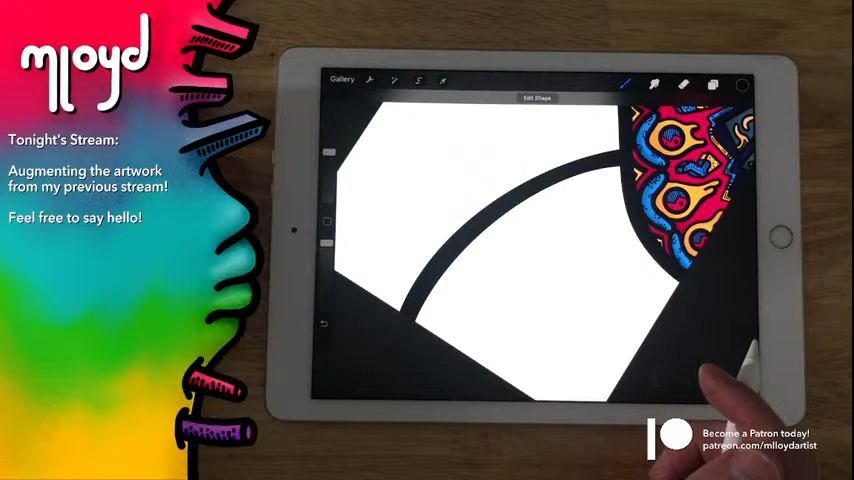 mlloyd
Tonight's Stream:
Augmenting the artwork
from my previous stream!
Feel free to say hello!
Gallery
Edit Shape
Become a Patron today!
patreon.com/mlloydartist